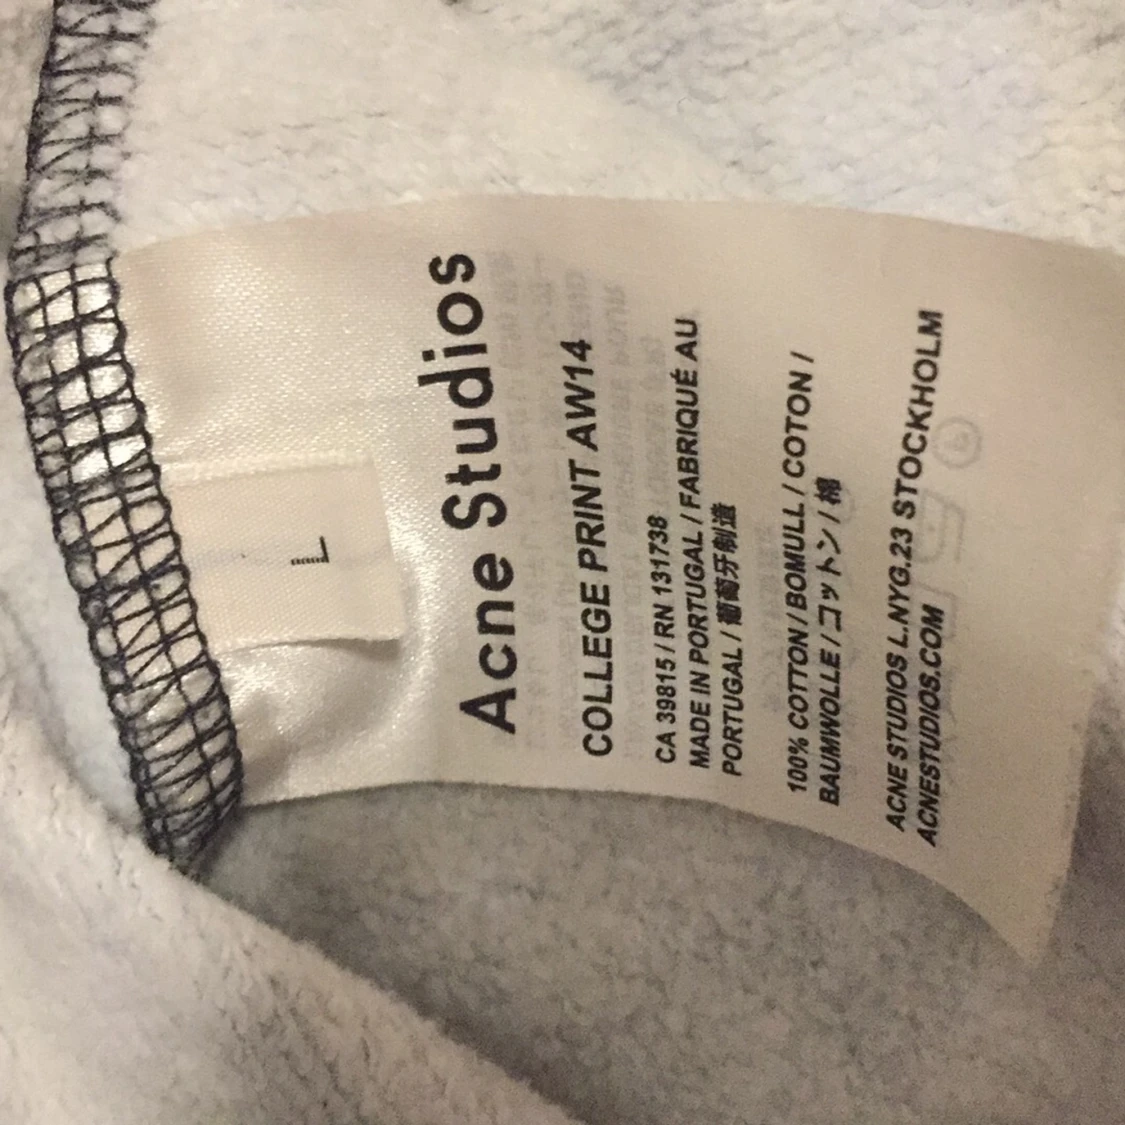 L
Acne Studios
COLLEGE PRINT AW14
CA 39815 / RN 131738
MADE IN PORTUGAL / FABRIQUÉ AU
PORTUGAL / 葡萄牙制造
100% COTTON / BOMULL / COTON /
BAUMWOLLE / コットン / 棉
ACNE STUDIOS L.NYG.23 STOCKHOLM
ACNESTUDIOS.COM